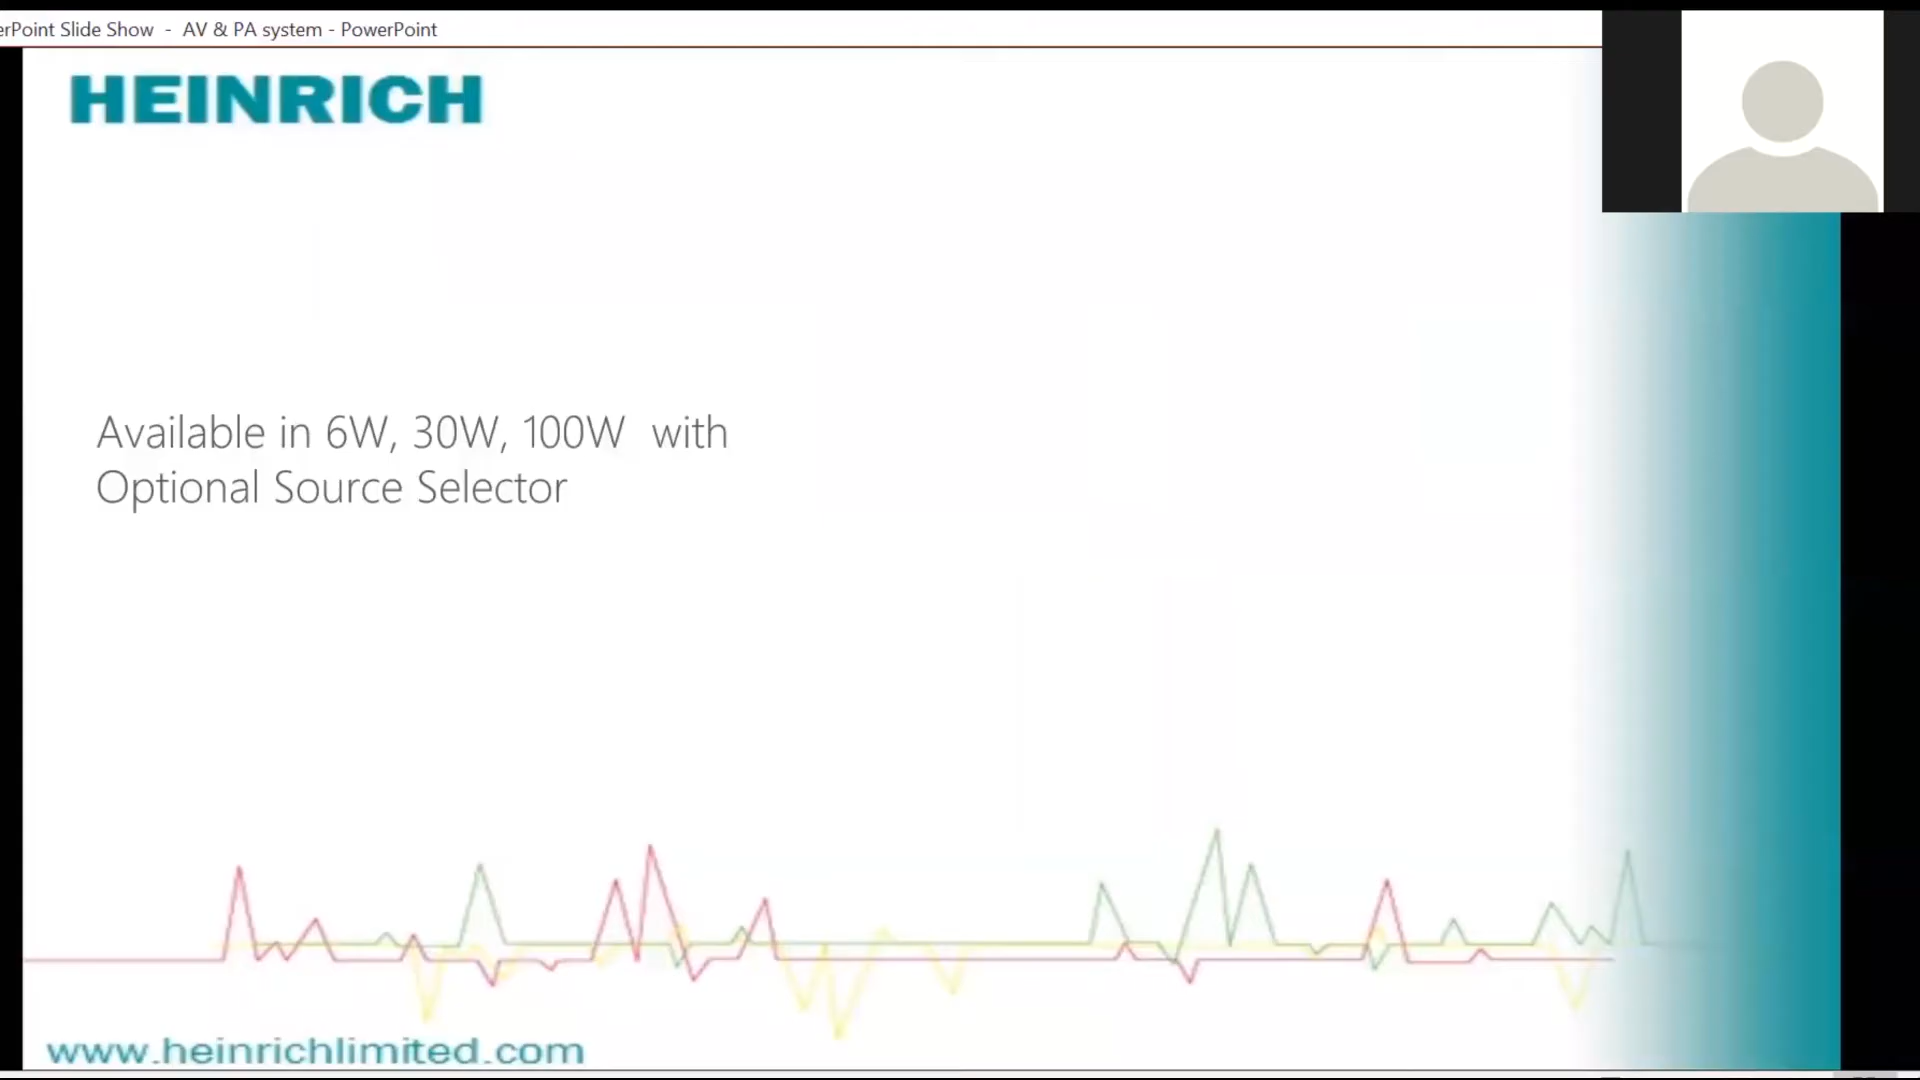 erPoint Slide Show - AV & PA system - PowerPoint
HEINRICH
Available in 6W, 30W, 100W with
Optional Source Selector
www.heinrichlimited.com